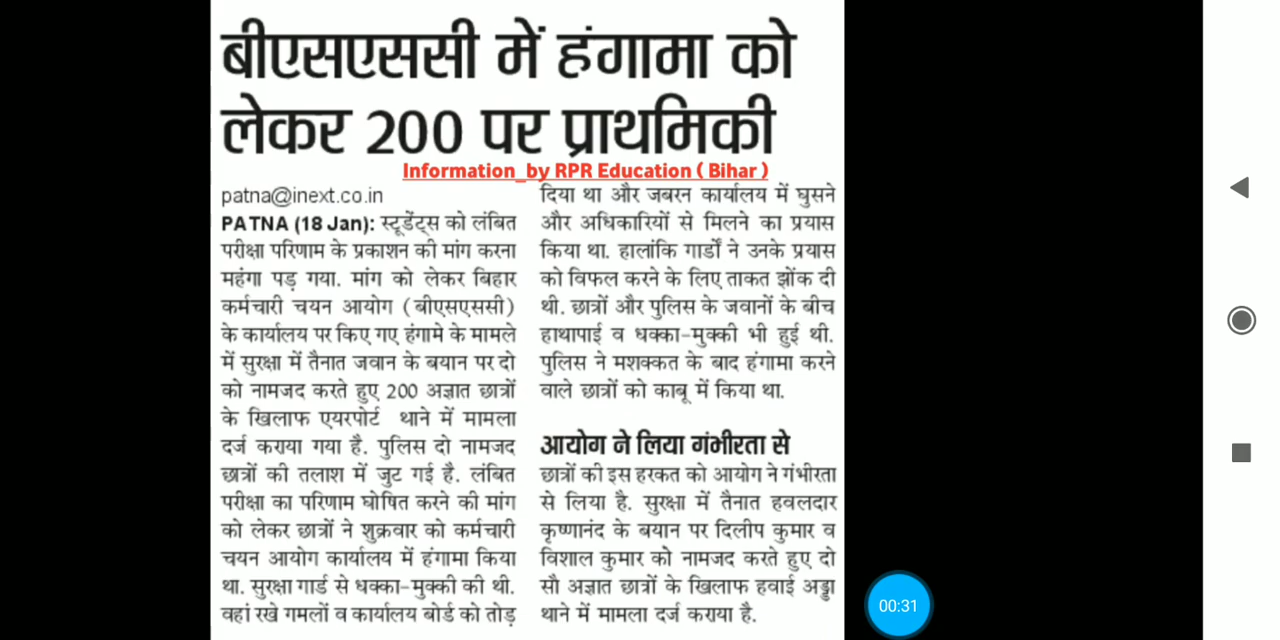 बीएसएससी में हंगामा को
लेकर 200 पर प्राथमिकी
Information_by RPR Education ( Bihar )
patna@inext.co.in
PATNA (18 Jan): स्टूडेंट्स को लंबित
परीक्षा परिणाम के प्रकाशन की मांग करना
महंगा पड़ गया. मांग को लेकर बिहार
कर्मचारी चयन आयोग (बीएसएससी)
के कार्यालय पर किए गए हंगामे के मामले
में सुरक्षा में तैनात जवान के बयान पर दो
को नामजद करते हुए 200 अज्ञात छात्रों
के खिलाफ एयरपोर्ट थाने में मामला
दर्ज कराया गया है. पुलिस दो नामजद
छात्रों की तलाश में जुट गई है. लंबित
परीक्षा का परिणाम घोषित करने की मांग
को लेकर छात्रों ने शुक्रवार को कर्मचारी
चयन आयोग कार्यालय में हंगामा किया
था. सुरक्षा गार्ड से धक्का-मुक्की की थी.
वहां रखे गमलों व कार्यालय बोर्ड को तोड़
दिया था और जबरन कार्यालय में घुसने
और अधिकारियों से मिलने का प्रयास
किया था. हालांकि गार्डों ने उनके प्रयास
को विफल करने के लिए ताकत झोंक दी
थी. छात्रों और पुलिस के जवानों के बीच
हाथापाई व धक्का-मुक्की भी हुई थी.
पुलिस ने मशक्कत के बाद हंगामा करने
वाले छात्रों को काबू में किया था.
आयोग ने लिया गंभीरता से
छात्रों की इस हरकत को आयोग ने गंभीरता
से लिया है. सुरक्षा में तैनात हवलदार
कृष्णानंद के बयान पर दिलीप कुमार व
विशाल कुमार को नामजद करते हुए दो
सौ अज्ञात छात्रों के खिलाफ हवाई अड्डा
थाने में मामला दर्ज कराया है.
00:31